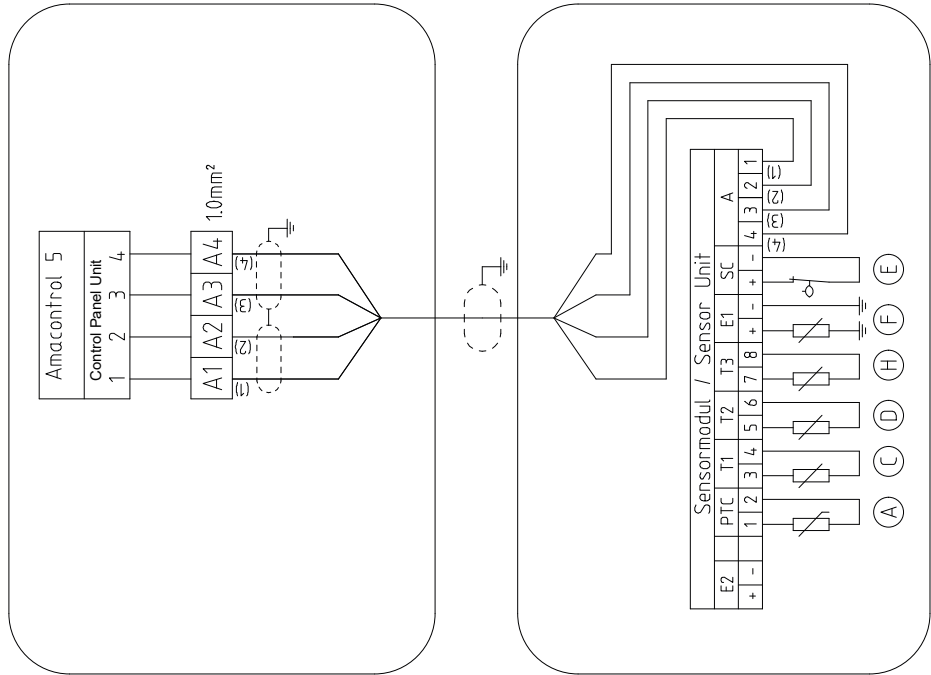 Amacontrol 5
Control Panel Unit
1 2 3 4
A1 A2 A3 A4 1.0mm²
(1) (2) (3) (4)
Sensormodul / Sensor Unit
E2 PTC T1 T2 T3 E1 SC A
+ - 1 2 3 4 5 6 7 8 + - + - 4 3 2 1
(4) (3) (2) (1)
A C D H F E